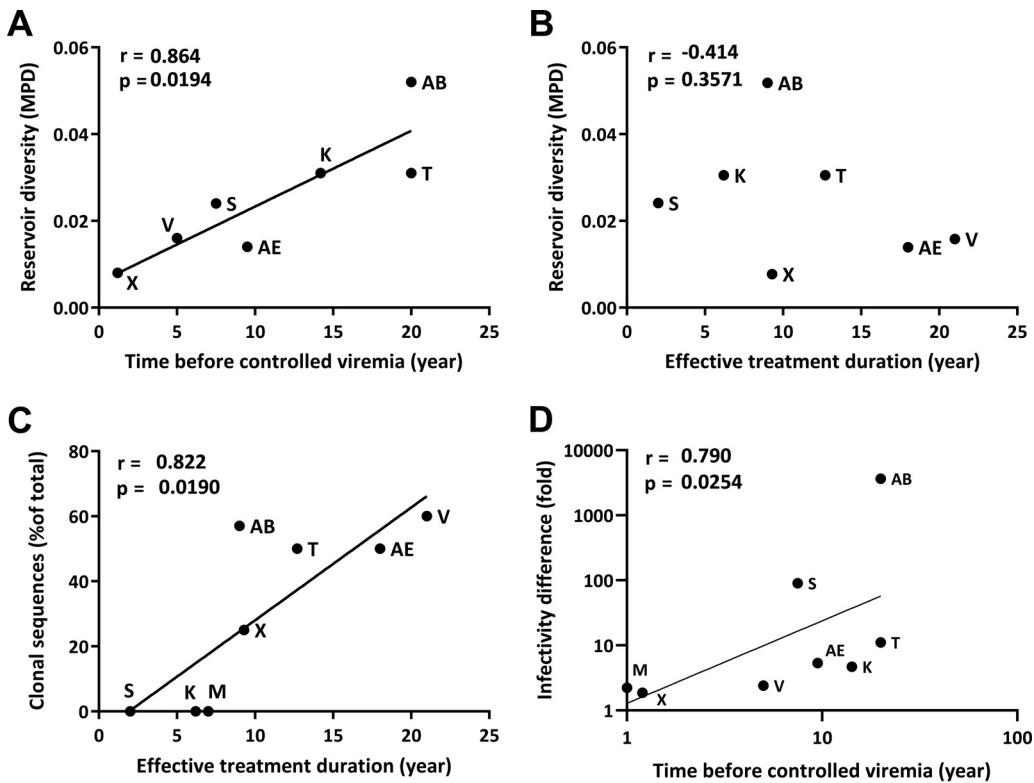 A
r = 0.864
p = 0.0194
Reservoir diversity (MPD)
0.06
0.04
0.02
0.00
AB
K
T
S
V
AE
X
0 5 10 15 20 25
Time before controlled viremia (year)
B
r = -0.414
p = 0.3571
Reservoir diversity (MPD)
0.06
0.04
0.02
0.00
AB
K
T
S
V
AE
X
0 5 10 15 20 25
Effective treatment duration (year)
C
r = 0.822
p = 0.0190
Clonal sequences (%of total)
80
60
40
20
0
AB
V
T
AE
X
S
K
M
0 5 10 15 20 25
Effective treatment duration (year)
D
r = 0.790
p = 0.0254
Infectivity difference (fold)
10000
1000
100
10
1
AB
S
T
AE
K
M
V
X
1 10 100
Time before controlled viremia (year)